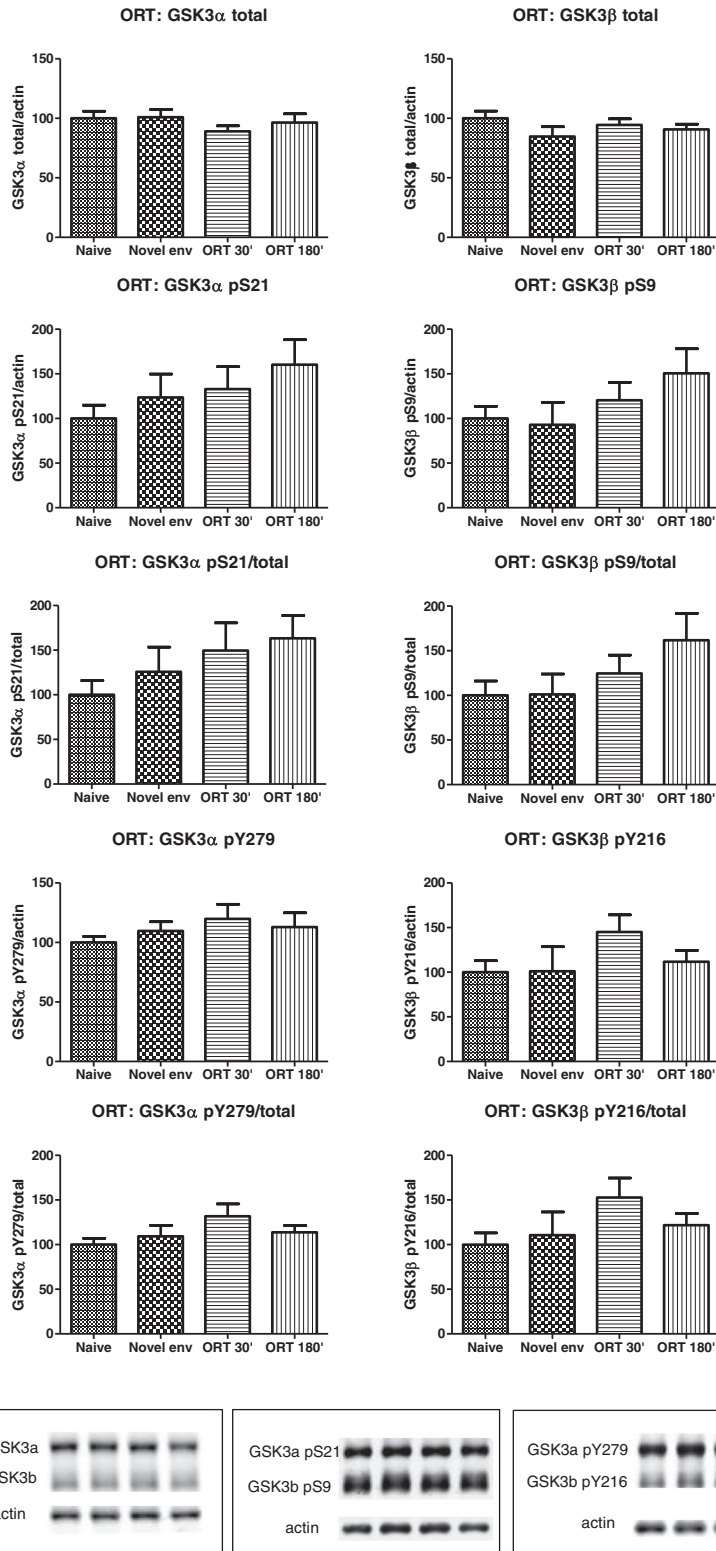 ORT: GSK3α total
ORT: GSK3β total
GSK3α total/actin
150
100
50
0
Naive Novel env ORT 30' ORT 180'
GSK3β total/actin
150
100
50
0
Naive Novel env ORT 30' ORT 180'
ORT: GSK3α pS21
ORT: GSK3β pS9
GSK3α pS21/actin
200
150
100
50
0
Naive Novel env ORT 30' ORT 180'
GSK3β pS9/actin
200
150
100
50
0
Naive Novel env ORT 30' ORT 180'
ORT: GSK3α pS21/total
ORT: GSK3β pS9/total
GSK3α pS21/total
200
150
100
50
0
Naive Novel env ORT 30' ORT 180'
GSK3β pS9/total
200
150
100
50
0
Naive Novel env ORT 30' ORT 180'
ORT: GSK3α pY279
ORT: GSK3β pY216
GSK3α pY279/actin
150
100
50
0
Naive Novel env ORT 30' ORT 180'
GSK3β pY216/actin
200
150
100
50
0
Naive Novel env ORT 30' ORT 180'
ORT: GSK3α pY279/total
ORT: GSK3β pY216/total
GSK3α pY279/total
200
150
100
50
0
Naive Novel env ORT 30' ORT 180'
GSK3β pY216/total
200
150
100
50
0
Naive Novel env ORT 30' ORT 180'
SK3a
SK3b
actin
GSK3a pS21
GSK3b pS9
actin
GSK3a pY279
GSK3b pY216
actin